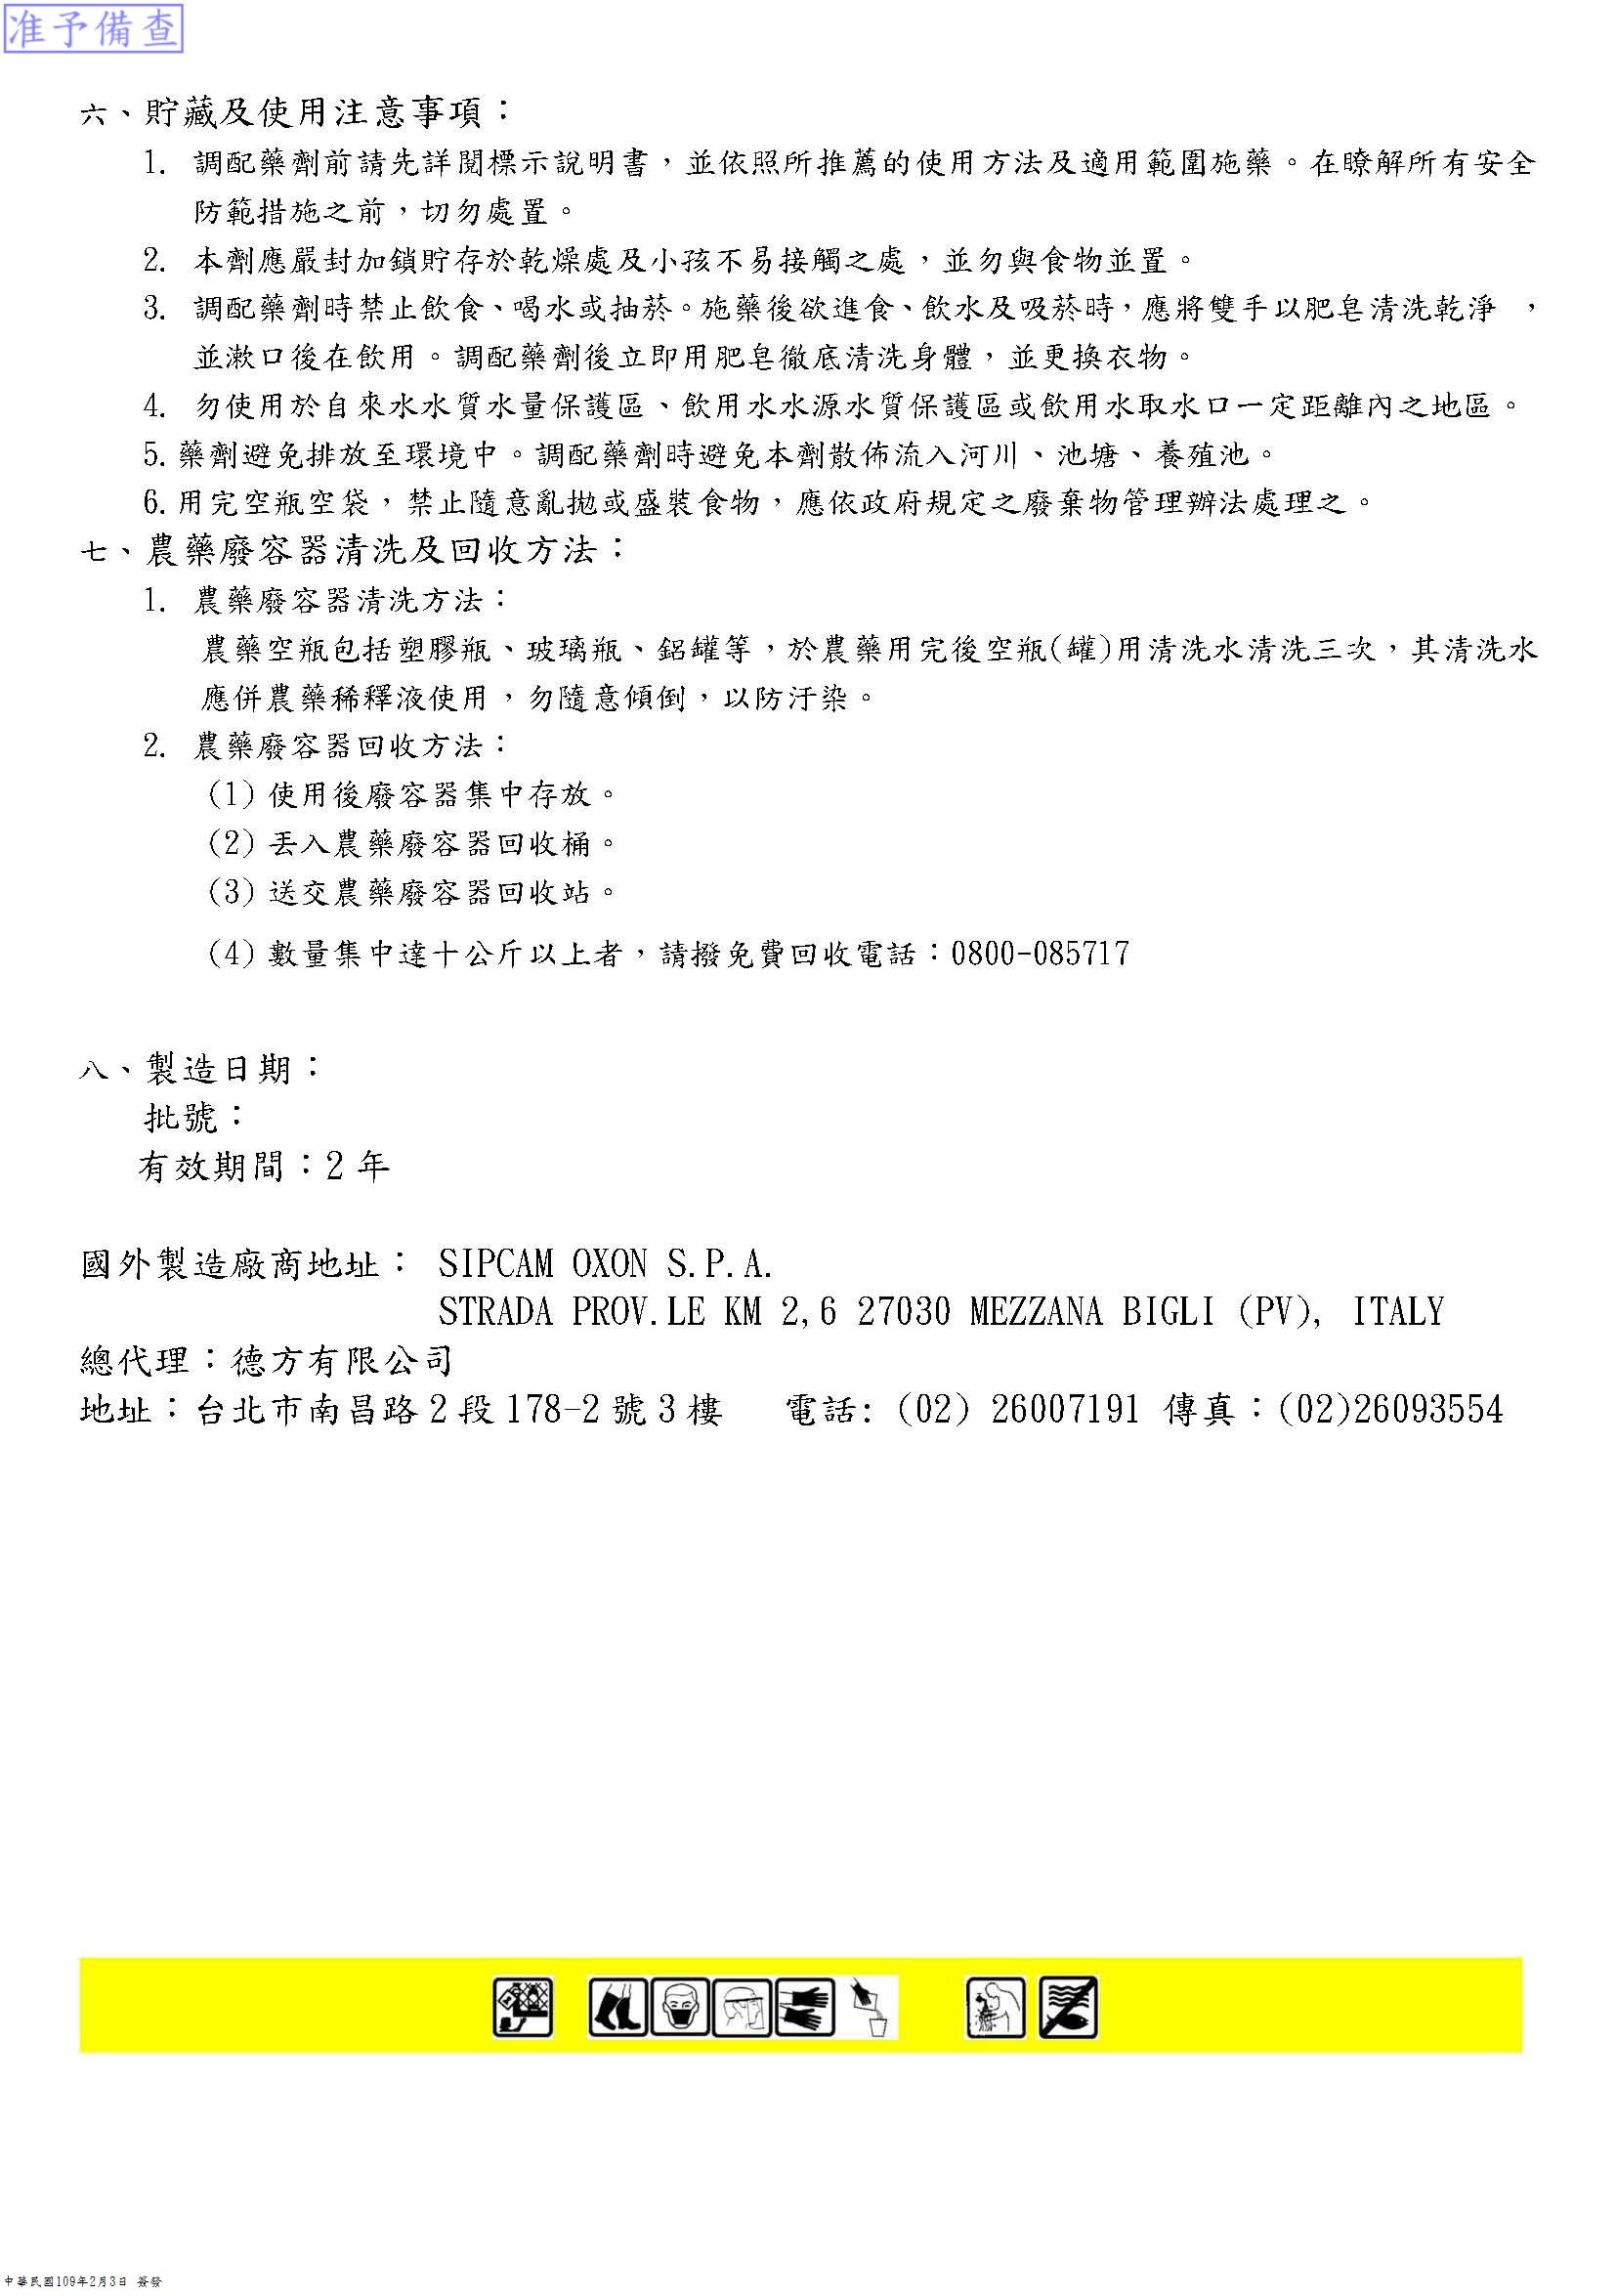 准予備查
六、貯藏及使用注意事項：
1. 調配藥劑前請先詳閱標示說明書，並依照所推薦的使用方法及適用範圍施藥。在瞭解所有安全
防範措施之前，切勿處置。
2. 本劑應嚴封加鎖貯存於乾燥處及小孩不易接觸之處，並勿與食物並置。
3. 調配藥劑時禁止飲食、喝水或抽菸。施藥後欲進食、飲水及吸菸時，應將雙手以肥皂清洗乾淨，
並漱口後在飲用。調配藥劑後立即用肥皂徹底清洗身體，並更換衣物。
4. 勿使用於自來水水質水量保護區、飲用水水源水質保護區或飲用水取水口一定距離內之地區。
5.藥劑避免排放至環境中。調配藥劑時避免本劑散佈流入河川、池塘、養殖池。
6.用完空瓶空袋，禁止隨意亂拋或盛裝食物，應依政府規定之廢棄物管理辦法處理之。
七、農藥廢容器清洗及回收方法：
1. 農藥廢容器清洗方法：
農藥空瓶包括塑膠瓶、玻璃瓶、鋁罐等，於農藥用完後空瓶(罐)用清洗水清洗三次，其清洗水
應併農藥稀釋液使用，勿隨意傾倒，以防汙染。
2. 農藥廢容器回收方法：
(1)使用後廢容器集中存放。
(2)丟入農藥廢容器回收桶。
(3)送交農藥廢容器回收站。
(4)數量集中達十公斤以上者，請撥免費回收電話：0800-085717
八、製造日期：
批號：
有效期間：2 年
國外製造廠商地址： SIPCAM OXON S.P.A.
STRADA PROV.LE KM 2,6 27030 MEZZANA BIGLI (PV), ITALY
總代理：德方有限公司
地址：台北市南昌路 2 段 178-2 號 3 樓 電話: (02) 26007191 傳真：(02)26093554
中華民國109年2月3日 簽發